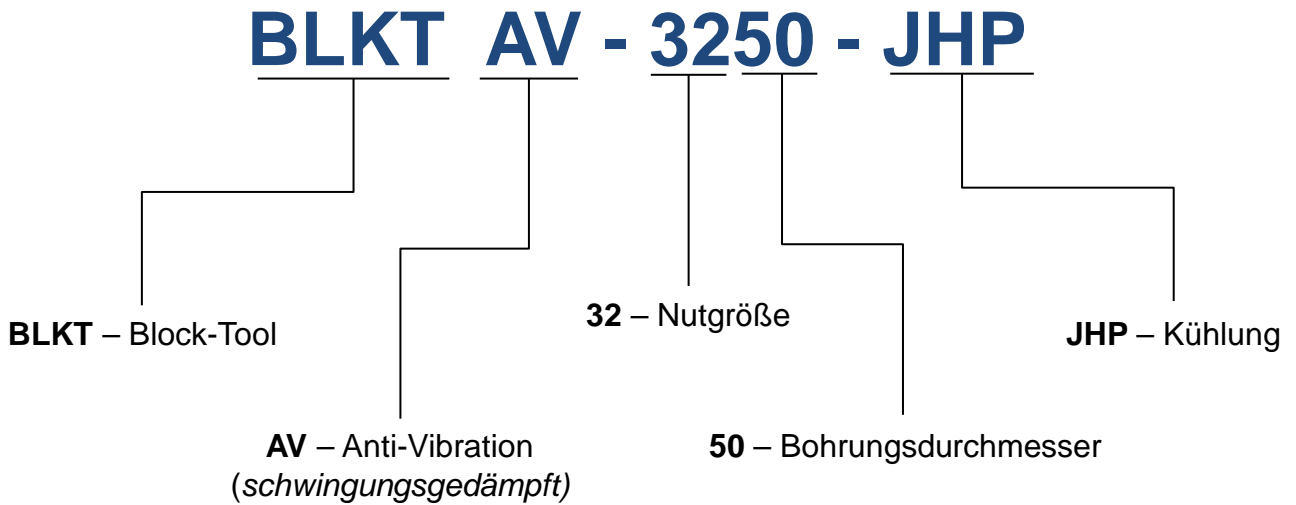 BLKT AV - 3250 - JHP
32 – Nutgröße
BLKT – Block-Tool
JHP – Kühlung
AV – Anti-Vibration
(schwingungsgedämpft)
50 – Bohrungsdurchmesser